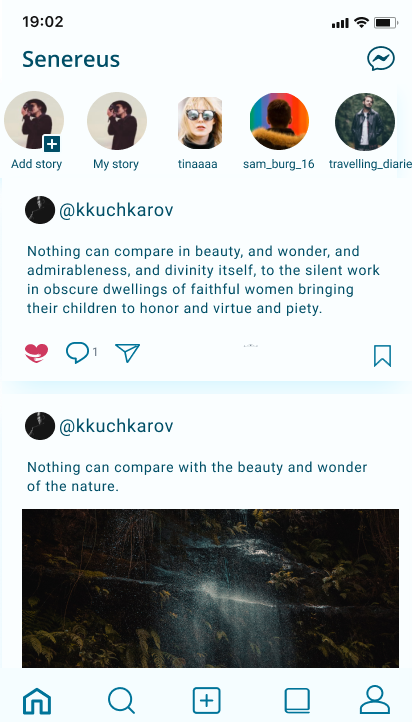 19:02
Senereus
Add story
My story
tinaaaa
sam_burg_16
travelling_diarie
@kkuchkarov
Nothing can compare in beauty, and wonder, and
admirableness, and divinity itself, to the silent work
in obscure dwellings of faithful women bringing
their children to honor and virtue and piety.
1
@kkuchkarov
Nothing can compare with the beauty and wonder
of the nature.